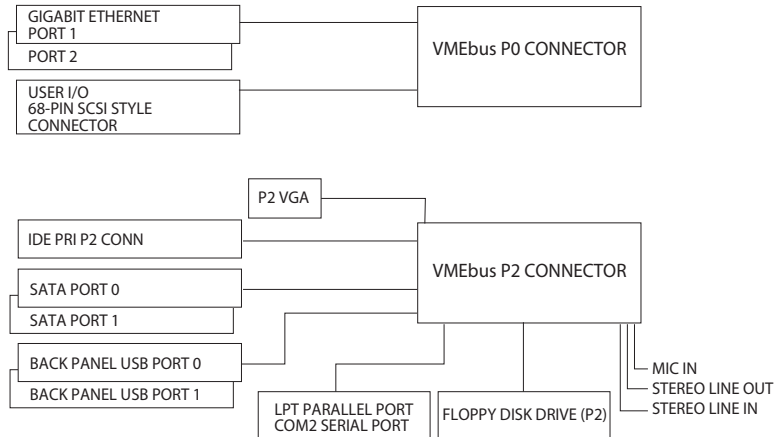 GIGABIT ETHERNET
PORT 1
PORT 2
VMEbus P0 CONNECTOR
USER I/O
68-PIN SCSI STYLE
CONNECTOR
P2 VGA
IDE PRI P2 CONN
VMEbus P2 CONNECTOR
SATA PORT 0
SATA PORT 1
BACK PANEL USB PORT 0
BACK PANEL USB PORT 1
LPT PARALLEL PORT
COM2 SERIAL PORT
FLOPPY DISK DRIVE (P2)
MIC IN
STEREO LINE OUT
STEREO LINE IN